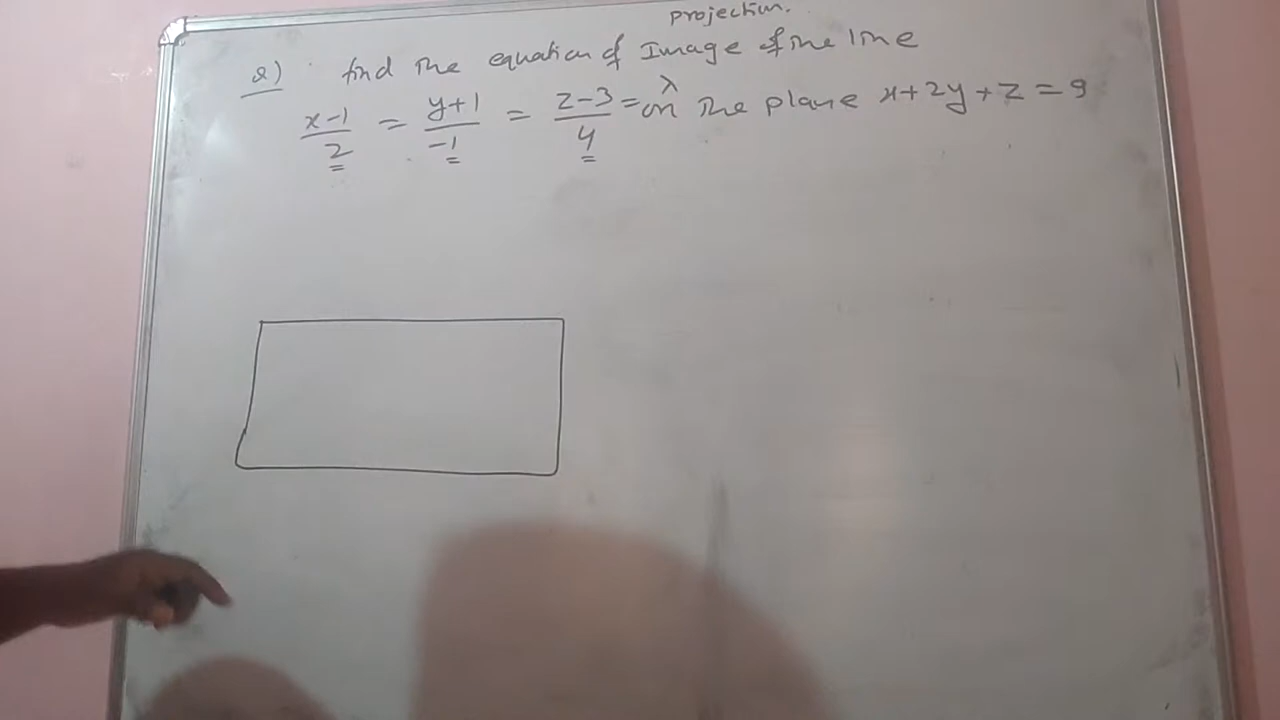 projection.
Q) find the equation of Image of the line
x-1/2 = y+1/-1 = z-3/4 = λ on the plane x+2y+z=9